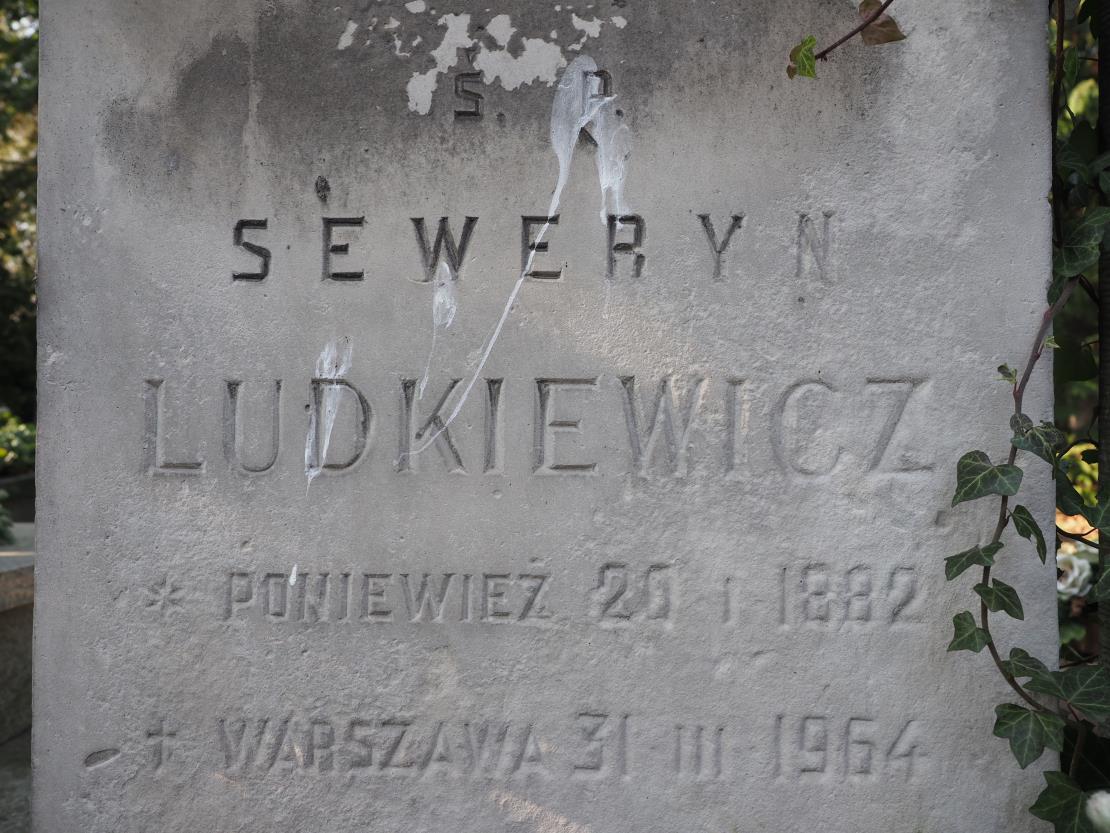 Ś. P.
SEWERYN
LUDKIEWICZ
* PONIEWIEŻ 20 I 1882
† WARSZAWA 31 III 1964